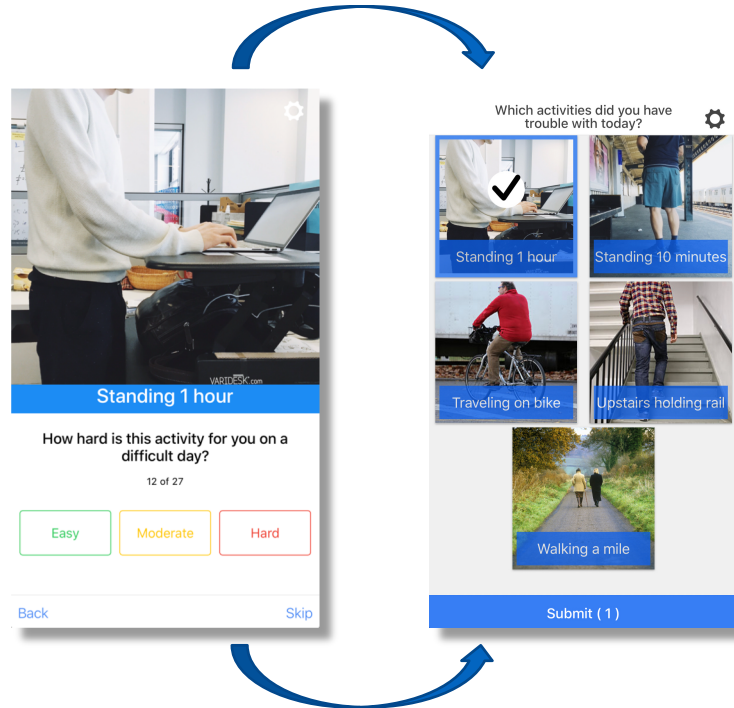 VARIDESK.com
Standing 1 hour
How hard is this activity for you on a
difficult day?
12 of 27
Easy
Moderate
Hard
Back
Skip
Which activities did you have
trouble with today?
Standing 1 hour
Standing 10 minutes
Traveling on bike
Upstairs holding rail
Walking a mile
Submit ( 1 )